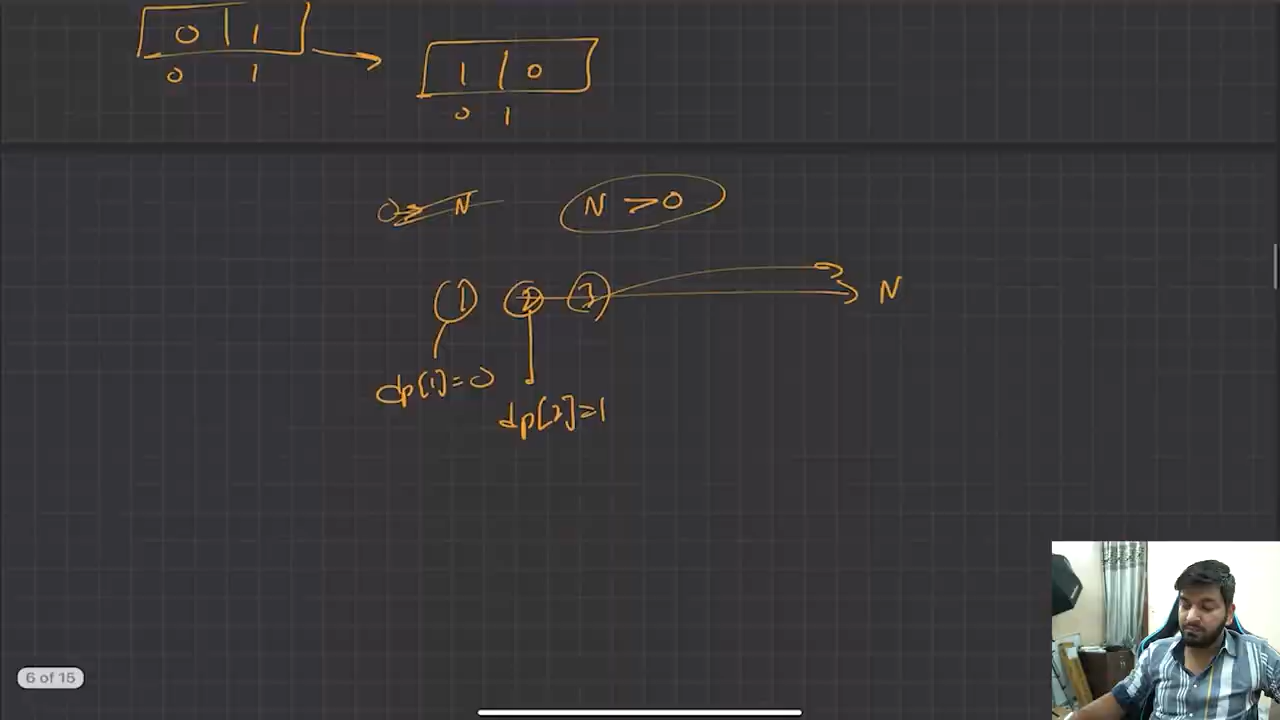 0 | 1
0 1
1 | 0
0 1
0 > N N > 0
1 2 3 N
dp[1]=0
dp[2]=1
6 of 15